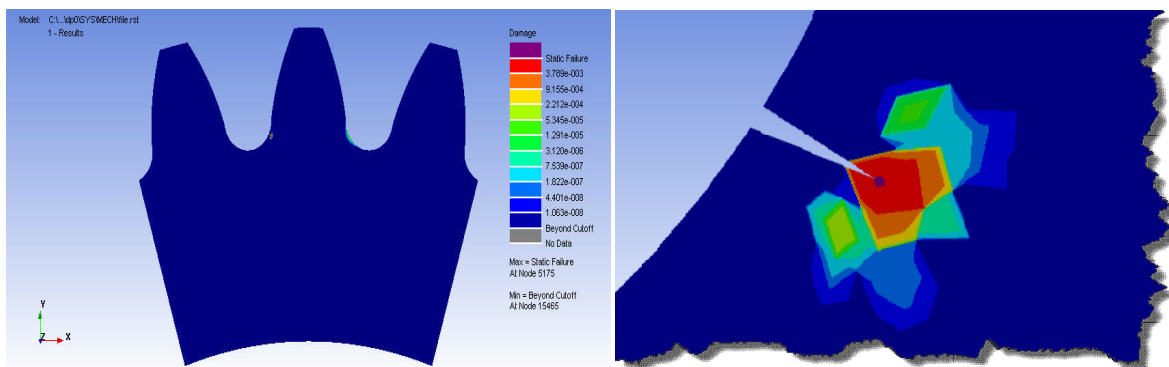 Model: C:\...\dp0\SYS\MECH\file.rst
1 - Results
Damage
Static Failure
3.789e-003
9.155e-004
2.212e-004
5.345e-005
1.291e-005
3.120e-006
7.539e-007
1.822e-007
4.401e-008
1.063e-008
Beyond Cutoff
No Data
Max = Static Failure
At Node 5175
Min = Beyond Cutoff
At Node 15465
Y
Z
X